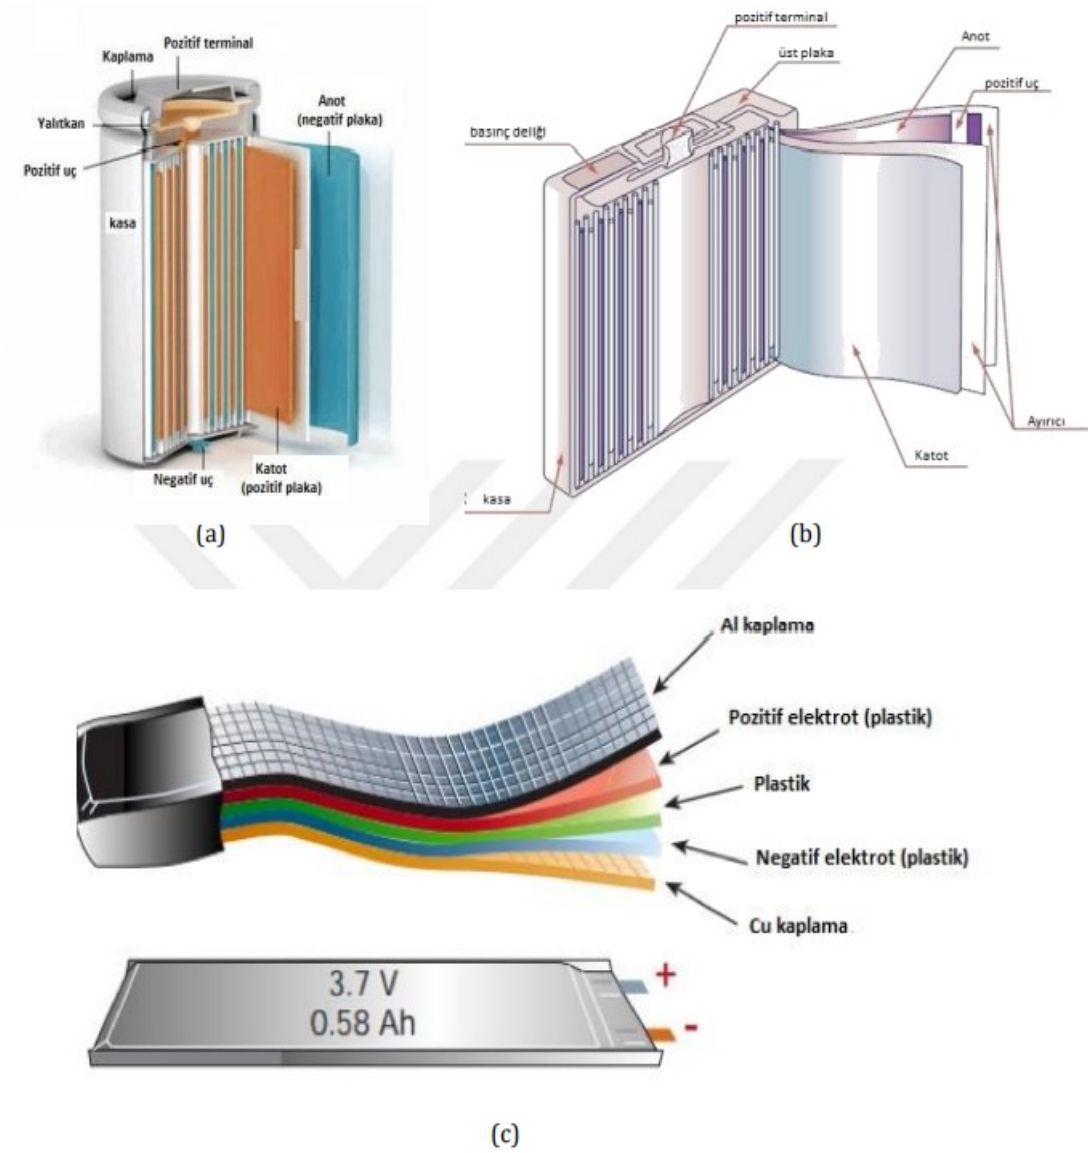 Pozitif terminal
Kaplama
Yalıtkan
Anot
(negatif plaka)
Pozitif uç
kasa
Negatif uç
Katot
(pozitif plaka)
(a)
pozitif terminal
Anot
üst plaka
pozitif uç
basınç deliği
Ayırıcı
Katot
kasa
(b)
Al kaplama
Pozitif elektrot (plastik)
Plastik
Negatif elektrot (plastik)
Cu kaplama
3.7 V
0.58 Ah
+
-
(c)